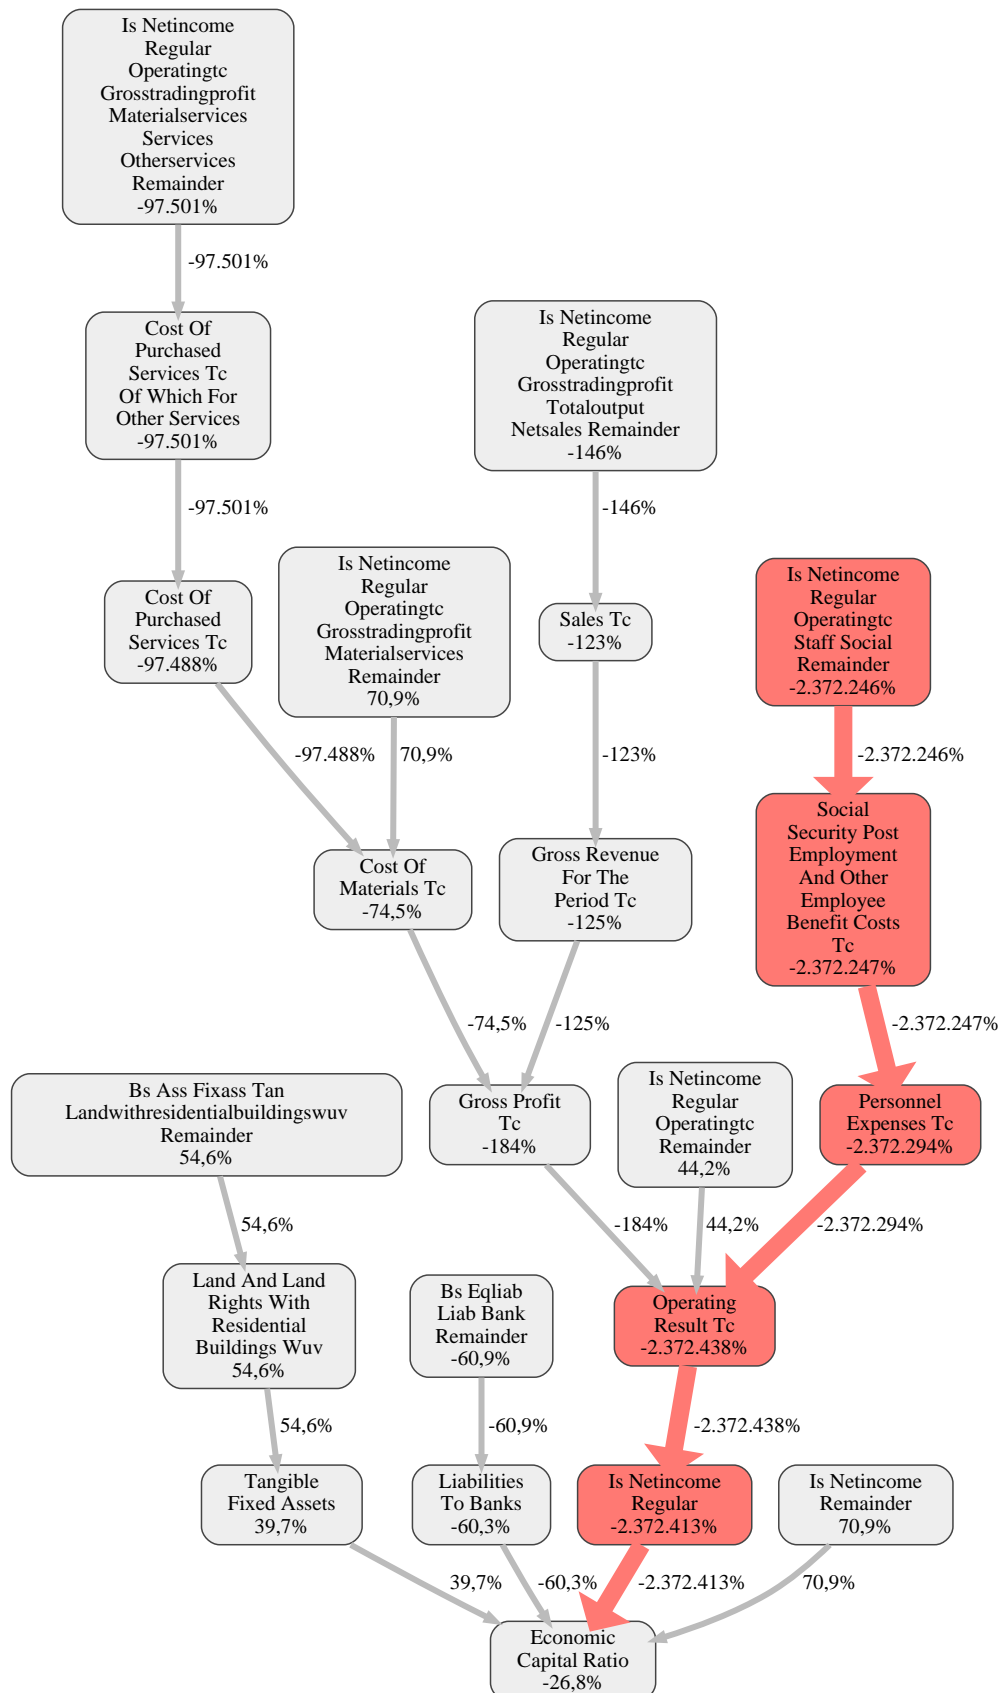 Is Netincome
Regular
Operatingtc
Grosstradingprofit
Materialservices
Services
Otherservices
Remainder
-97.501%
-97.501%
Cost Of
Purchased
Services Tc
Of Which For
Other Services
-97.501%
Is Netincome
Regular
Operatingtc
Grosstradingprofit
Totaloutput
Netsales Remainder
-146%
-97.501%
-146%
Cost Of
Purchased
Services Tc
-97.488%
Is Netincome
Regular
Operatingtc
Grosstradingprofit
Materialservices
Remainder
70,9%
Sales Tc
-123%
Is Netincome
Regular
Operatingtc
Staff Social
Remainder
-2.372.246%
-97.488%
70,9%
-123%
-2.372.246%
Cost Of
Materials Tc
-74,5%
Gross Revenue
For The
Period Tc
-125%
Social
Security Post
Employment
And Other
Employee
Benefit Costs
Tc
-2.372.247%
-74,5%
-125%
-2.372.247%
Bs Ass Fixass Tan
Landwithresidentialbuildingswuv
Remainder
54,6%
Gross Profit
Tc
-184%
Is Netincome
Regular
Operatingtc
Remainder
44,2%
Personnel
Expenses Tc
-2.372.294%
54,6%
-184%
44,2%
-2.372.294%
Land And Land
Rights With
Residential
Buildings Wuv
54,6%
Bs Eqliab
Liab Bank
Remainder
-60,9%
Operating
Result Tc
-2.372.438%
54,6%
-60,9%
-2.372.438%
Tangible
Fixed Assets
39,7%
Liabilities
To Banks
-60,3%
Is Netincome
Regular
-2.372.413%
Is Netincome
Remainder
70,9%
39,7%
-60,3%
-2.372.413%
70,9%
Economic
Capital Ratio
-26,8%